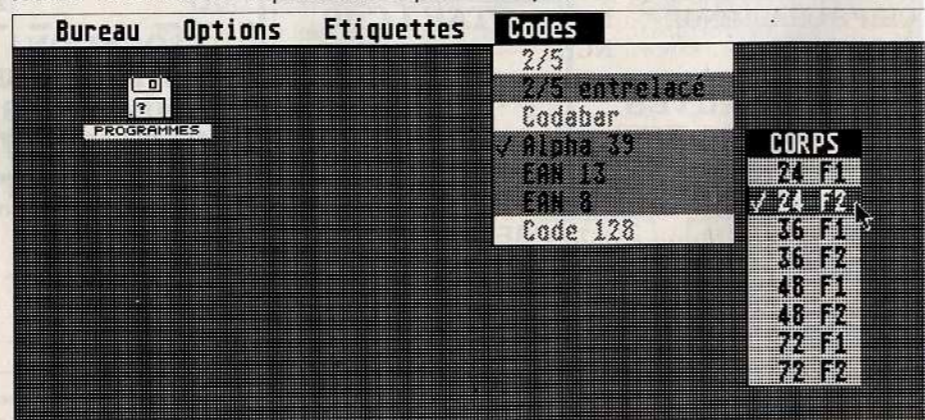 Bureau Options Etiquettes Codes
2/5
2/5 entrelacé
Codabar
✓ Alpha 39
EAN 13
EAN 8
Code 128
?
PROGRAMMES
CORPS
24 F1
✓ 24 F2
36 F1
36 F2
48 F1
48 F2
72 F1
72 F2